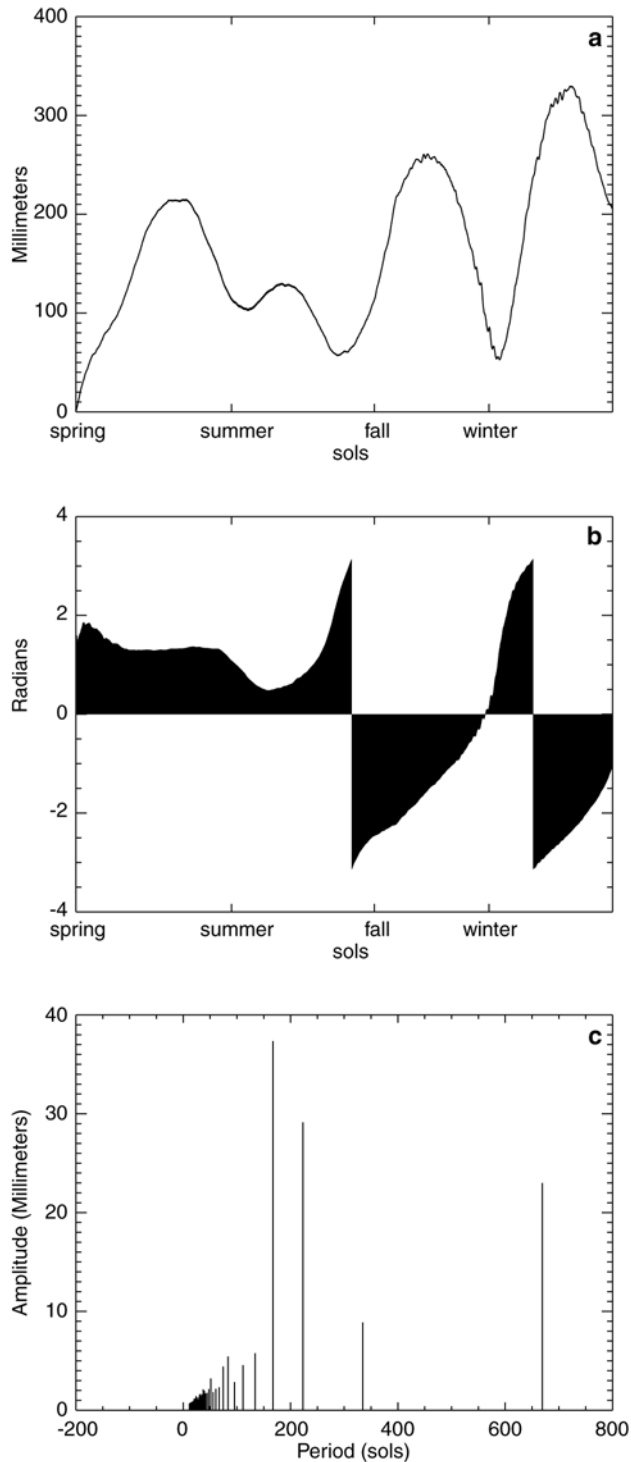 a
400
300
200
100
0
Millimeters
spring summer fall winter
sols
b
4
2
0
-2
-4
Radians
spring summer fall winter
sols
c
40
30
20
10
0
Amplitude (Millimeters)
-200 0 200 400 600 800
Period (sols)